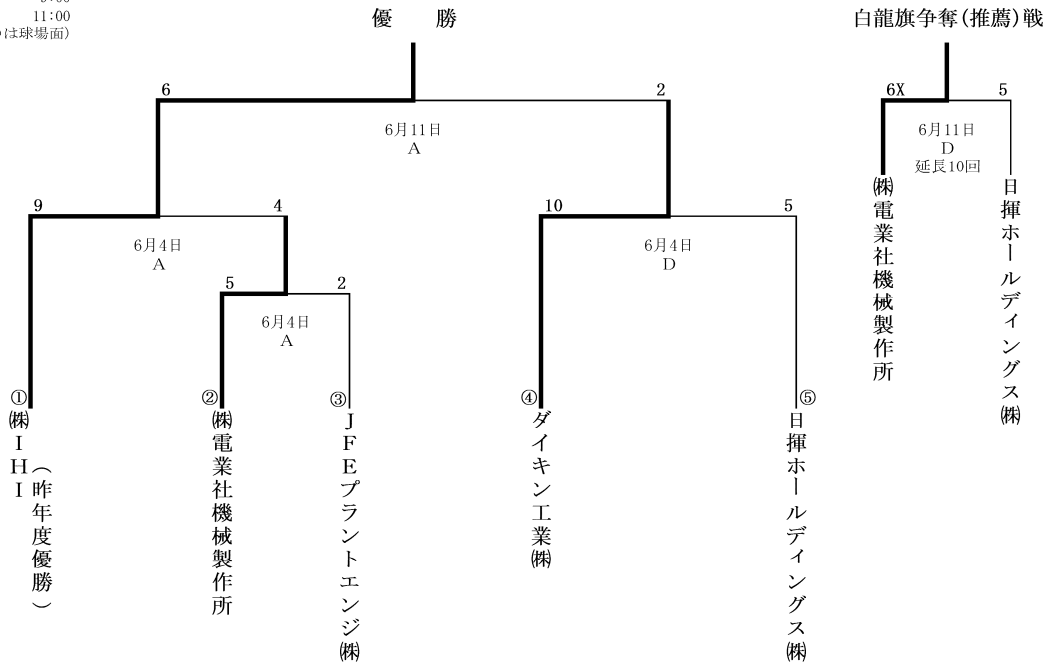 11:00
は球場面)
優　勝
白龍旗争奪(推薦)戦
6
2
6月11日
A
6X
5
6月11日
D
延長10回
㈱電業社機械製作所
日揮ホールディングス㈱
9
4
6月4日
A
10
5
6月4日
D
5
2
6月4日
A
①
㈱IHI
(昨年度優勝)
②
㈱電業社機械製作所
③
JFEプラントエンジ㈱
④
ダイキン工業㈱
⑤
日揮ホールディングス㈱